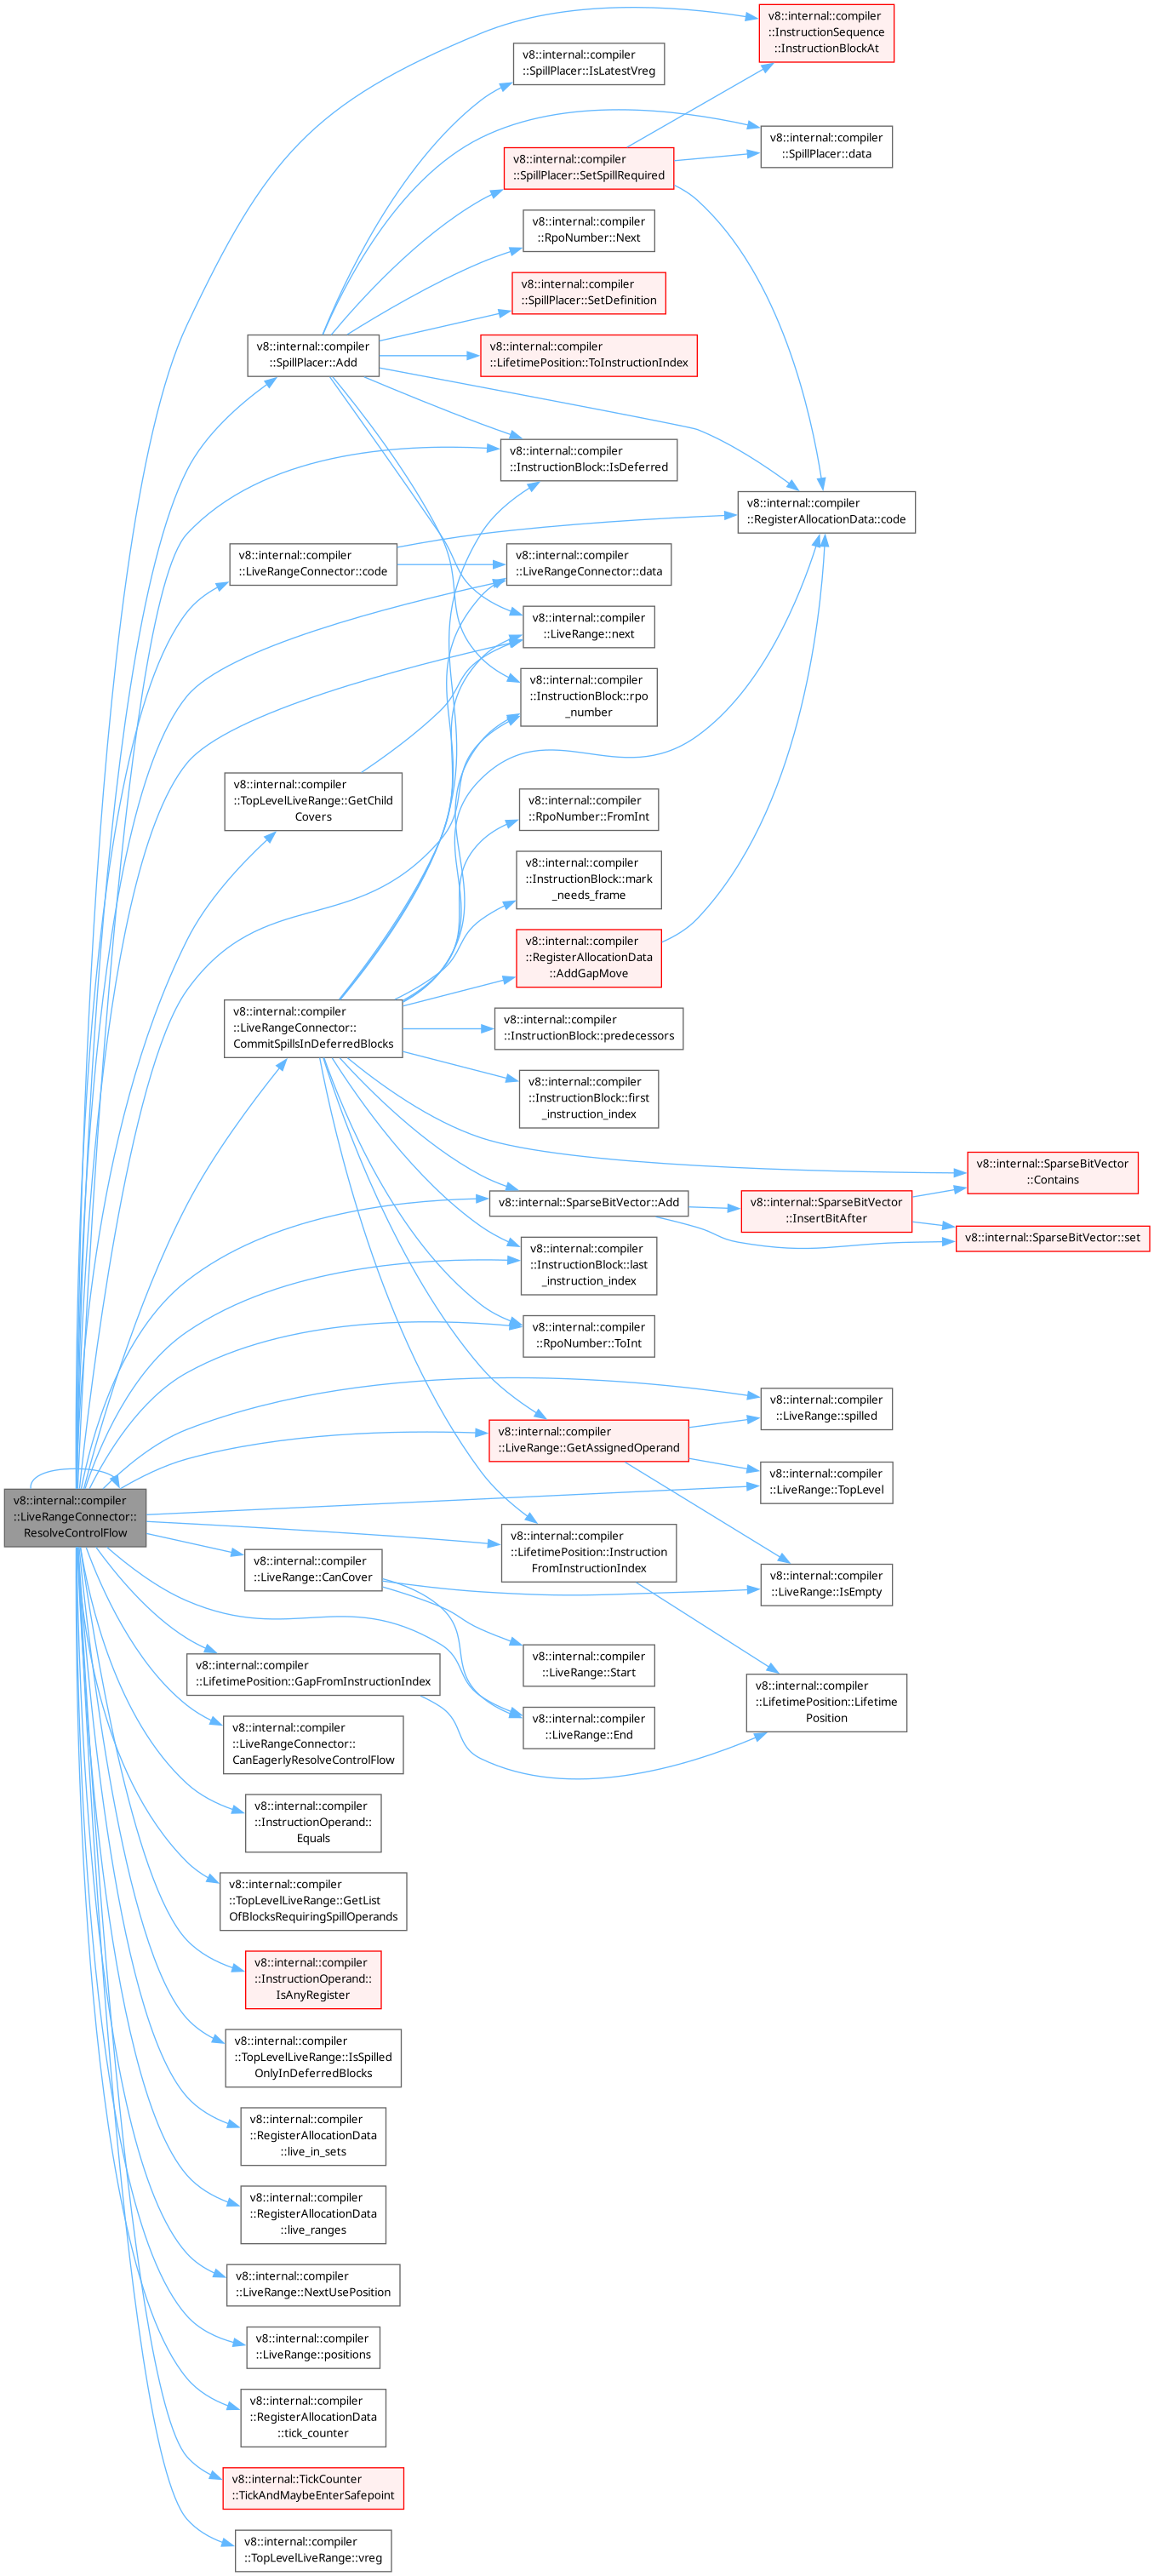 v8::internal::compiler
::InstructionSequence
::InstructionBlockAt
v8::internal::compiler
::SpillPlacer::IsLatestVreg
v8::internal::compiler
::SpillPlacer::data
v8::internal::compiler
::SpillPlacer::SetSpillRequired
v8::internal::compiler
::RpoNumber::Next
v8::internal::compiler
::SpillPlacer::SetDefinition
v8::internal::compiler
::SpillPlacer::Add
v8::internal::compiler
::LifetimePosition::ToInstructionIndex
v8::internal::compiler
::InstructionBlock::IsDeferred
v8::internal::compiler
::RegisterAllocationData::code
v8::internal::compiler
::LiveRangeConnector::code
v8::internal::compiler
::LiveRangeConnector::data
v8::internal::compiler
::LiveRange::next
v8::internal::compiler
::InstructionBlock::rpo
_number
v8::internal::compiler
::TopLevelLiveRange::GetChild
Covers
v8::internal::compiler
::RpoNumber::FromInt
v8::internal::compiler
::InstructionBlock::mark
_needs_frame
v8::internal::compiler
::RegisterAllocationData
::AddGapMove
v8::internal::compiler
::LiveRangeConnector::
CommitSpillsInDeferredBlocks
v8::internal::compiler
::InstructionBlock::predecessors
v8::internal::compiler
::InstructionBlock::first
_instruction_index
v8::internal::SparseBitVector
::Contains
v8::internal::SparseBitVector::Add
v8::internal::SparseBitVector
::InsertBitAfter
v8::internal::SparseBitVector::set
v8::internal::compiler
::InstructionBlock::last
_instruction_index
v8::internal::compiler
::RpoNumber::ToInt
v8::internal::compiler
::LiveRange::spilled
v8::internal::compiler
::LiveRange::GetAssignedOperand
v8::internal::compiler
::LiveRange::TopLevel
v8::internal::compiler
::LiveRangeConnector::
ResolveControlFlow
v8::internal::compiler
::LifetimePosition::Instruction
FromInstructionIndex
v8::internal::compiler
::LiveRange::CanCover
v8::internal::compiler
::LiveRange::IsEmpty
v8::internal::compiler
::LiveRange::Start
v8::internal::compiler
::LifetimePosition::GapFromInstructionIndex
v8::internal::compiler
::LifetimePosition::Lifetime
Position
v8::internal::compiler
::LiveRange::End
v8::internal::compiler
::LiveRangeConnector::
CanEagerlyResolveControlFlow
v8::internal::compiler
::InstructionOperand::
Equals
v8::internal::compiler
::TopLevelLiveRange::GetList
OfBlocksRequiringSpillOperands
v8::internal::compiler
::InstructionOperand::
IsAnyRegister
v8::internal::compiler
::TopLevelLiveRange::IsSpilled
OnlyInDeferredBlocks
v8::internal::compiler
::RegisterAllocationData
::live_in_sets
v8::internal::compiler
::RegisterAllocationData
::live_ranges
v8::internal::compiler
::LiveRange::NextUsePosition
v8::internal::compiler
::LiveRange::positions
v8::internal::compiler
::RegisterAllocationData
::tick_counter
v8::internal::TickCounter
::TickAndMaybeEnterSafepoint
v8::internal::compiler
::TopLevelLiveRange::vreg